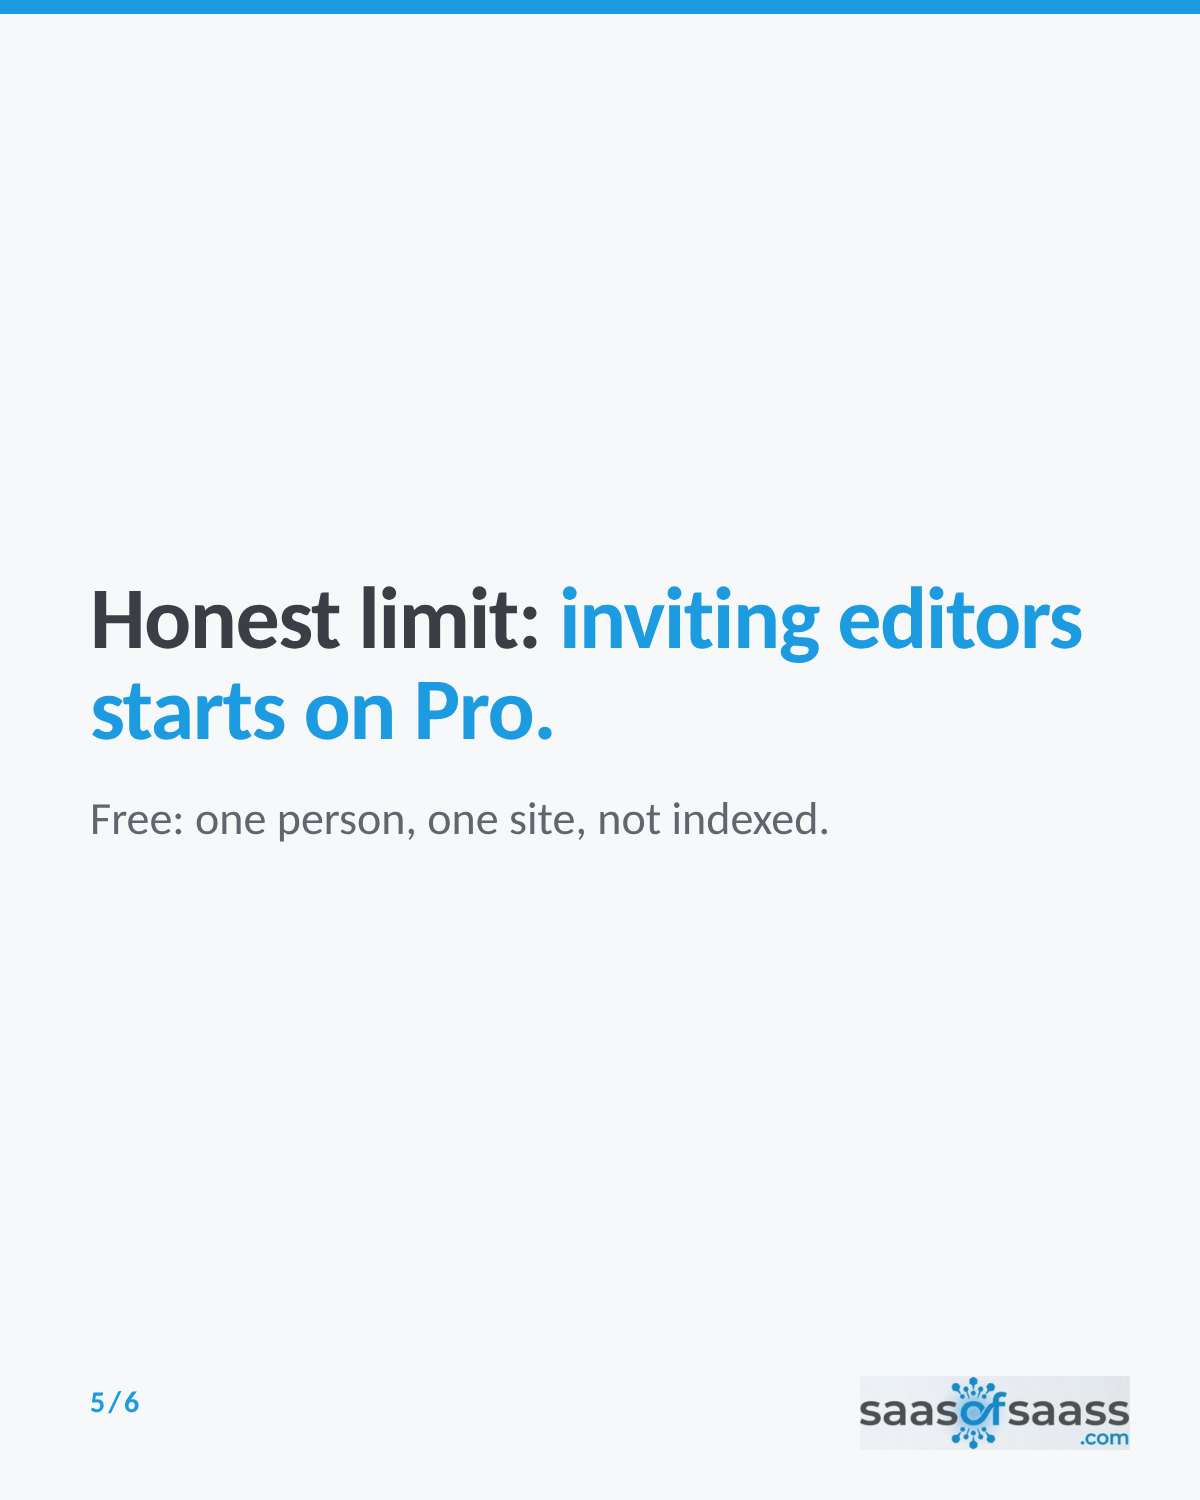 Honest limit: inviting editors
starts on Pro.
Free: one person, one site, not indexed.
5/6
saasofsaass
.com